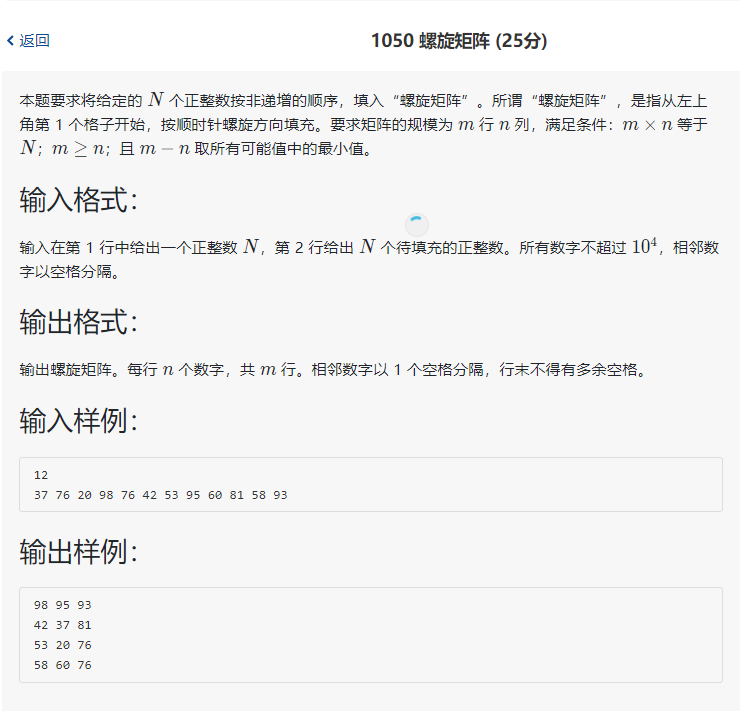 返回
1050 螺旋矩阵 (25分)
本题要求将给定的 N 个正整数按非递增的顺序，填入“螺旋矩阵”。所谓“螺旋矩阵”，是指从左上
角第 1 个格子开始，按顺时针螺旋方向填充。要求矩阵的规模为 m 行 n 列，满足条件：m × n 等于
N；m ≥ n；且 m − n 取所有可能值中的最小值。
输入格式：
输入在第 1 行中给出一个正整数 N，第 2 行给出 N 个待填充的正整数。所有数字不超过 10⁴，相邻数
字以空格分隔。
输出格式：
输出螺旋矩阵。每行 n 个数字，共 m 行。相邻数字以 1 个空格分隔，行末不得有多余空格。
输入样例：
12
37 76 20 98 76 42 53 95 60 81 58 93
输出样例：
98 95 93
42 37 81
53 20 76
58 60 76